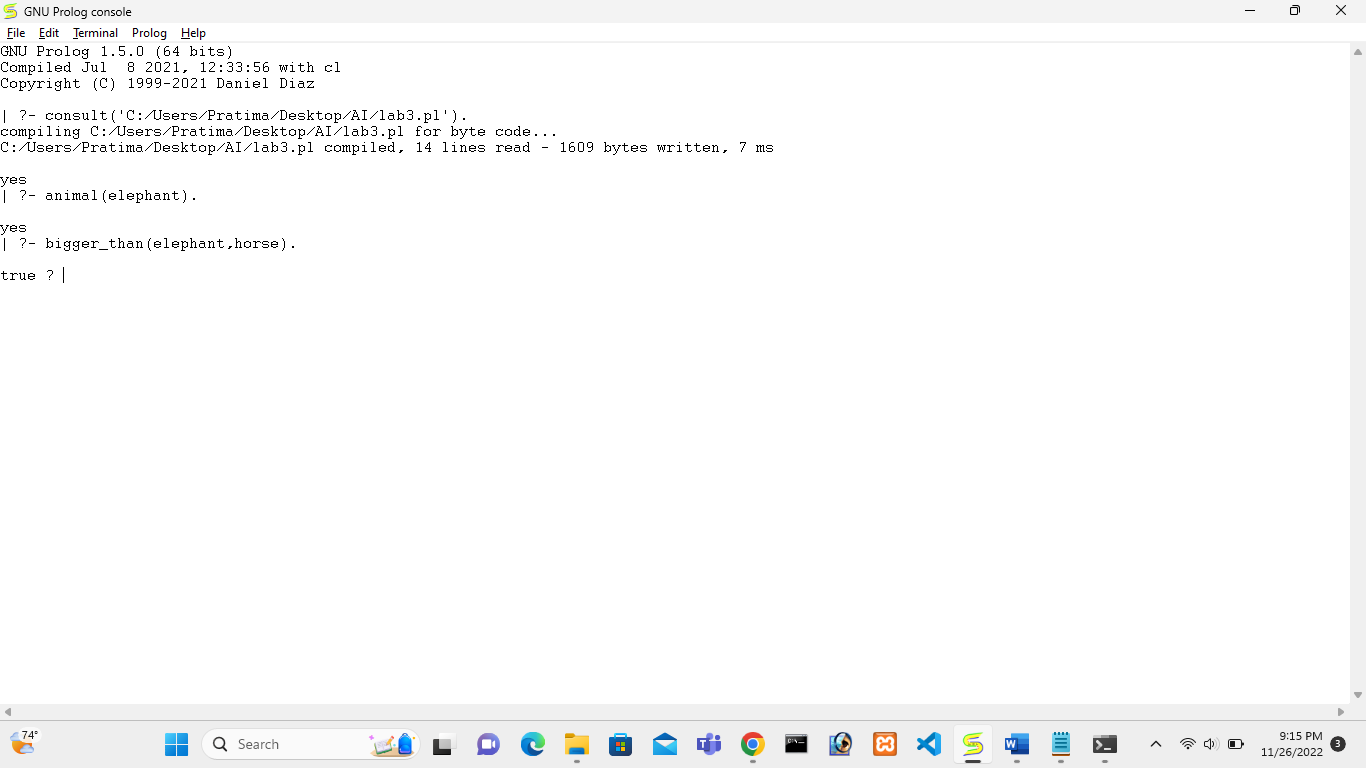 GNU Prolog console
File Edit Terminal Prolog Help
GNU Prolog 1.5.0 (64 bits)
Compiled Jul  8 2021, 12:33:56 with cl
Copyright (C) 1999-2021 Daniel Diaz
| ?- consult('C:/Users/Pratima/Desktop/AI/lab3.pl').
compiling C:/Users/Pratima/Desktop/AI/lab3.pl for byte code...
C:/Users/Pratima/Desktop/AI/lab3.pl compiled, 14 lines read - 1609 bytes written, 7 ms
yes
| ?- animal(elephant).
yes
| ?- bigger_than(elephant,horse).
true ?
74°
Search
9:15 PM
11/26/2022
3